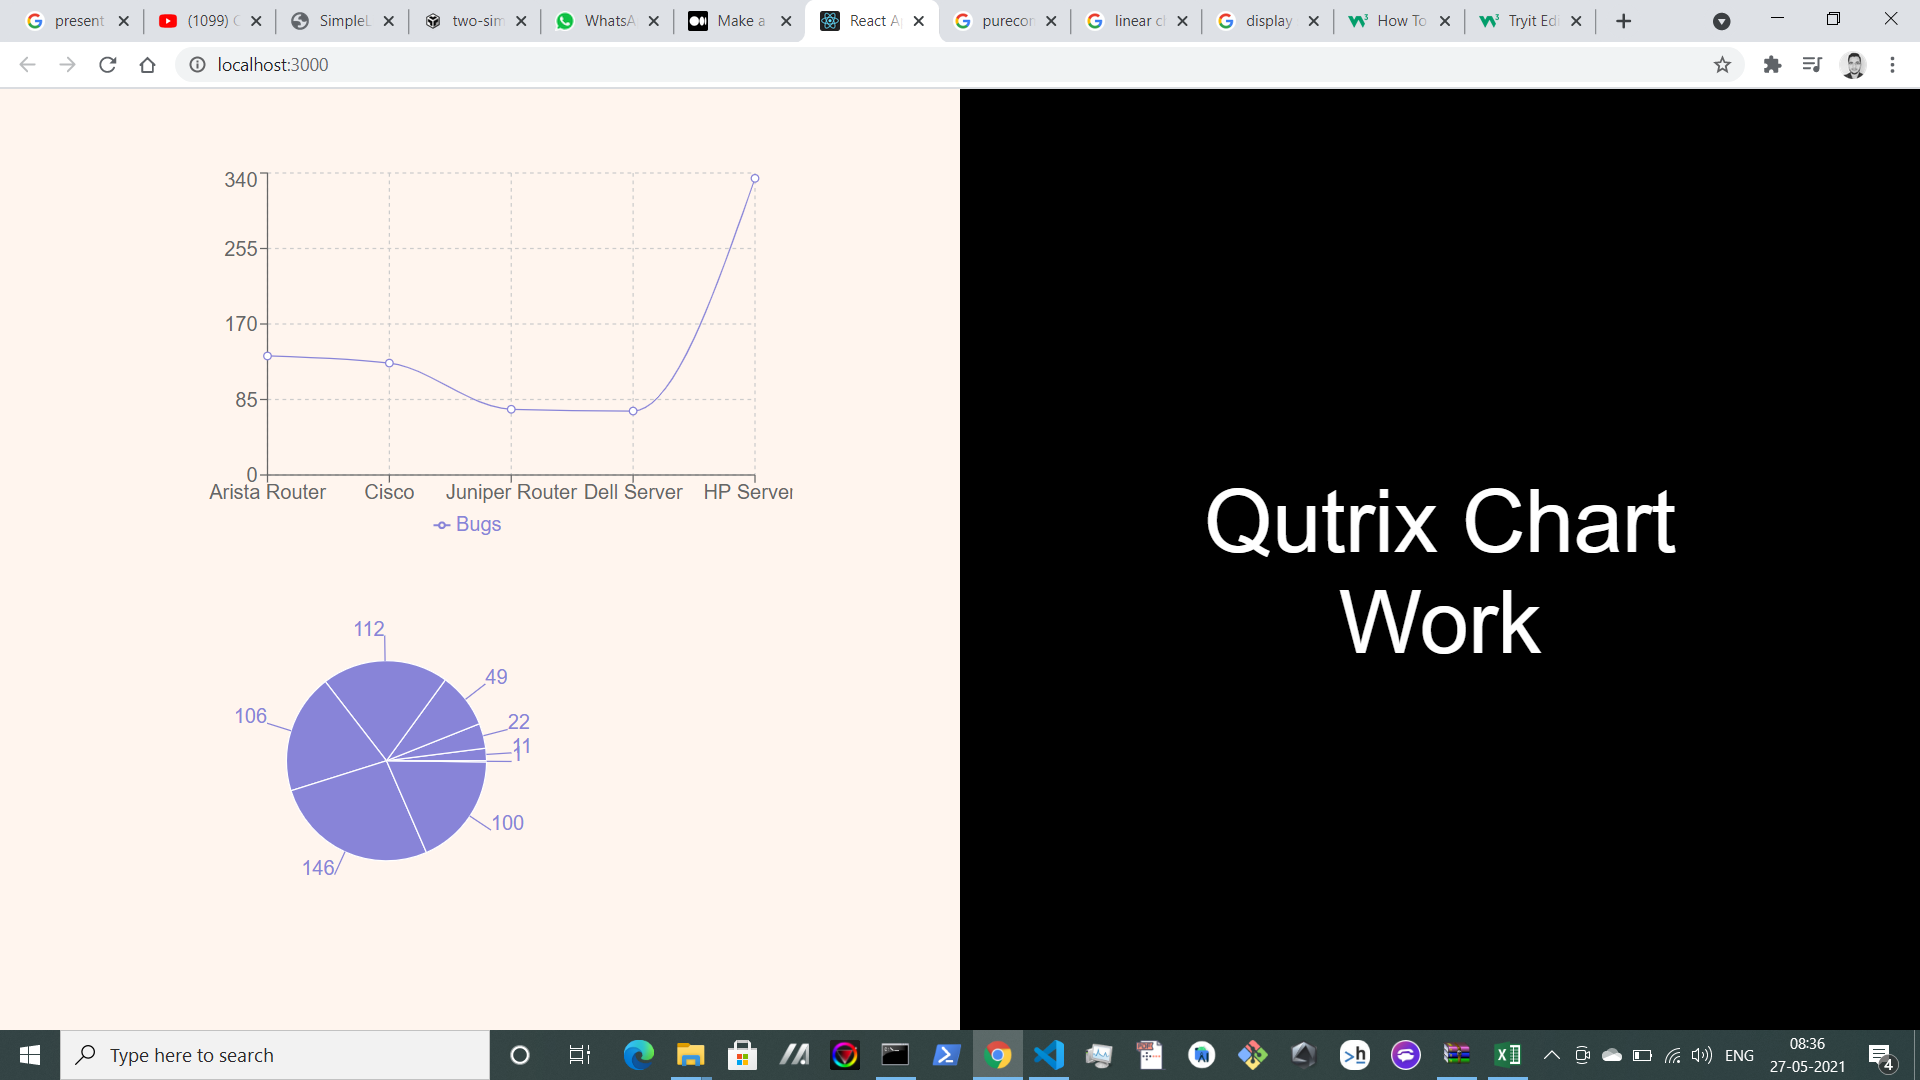 present
(1099) C
SimpleL
two-sim
WhatsA
Make a
React A
purecor
linear cl
display
How To
Tryit Edi
localhost:3000
340
255
170
85
0
Arista Router Cisco Juniper Router Dell Server HP Server
Bugs
112
49
106
22
11
1
100
146
Qutrix Chart
Work
Type here to search
ENG
08:36
27-05-2021
4